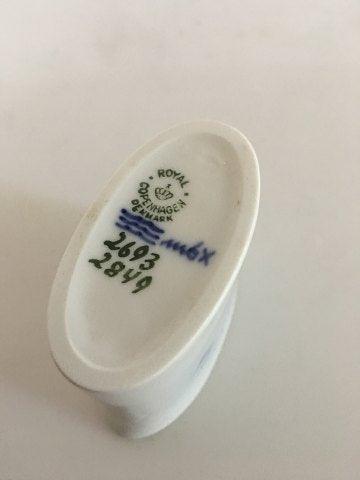 ROYAL
COPENHAGEN
DENMARK
2693
2849